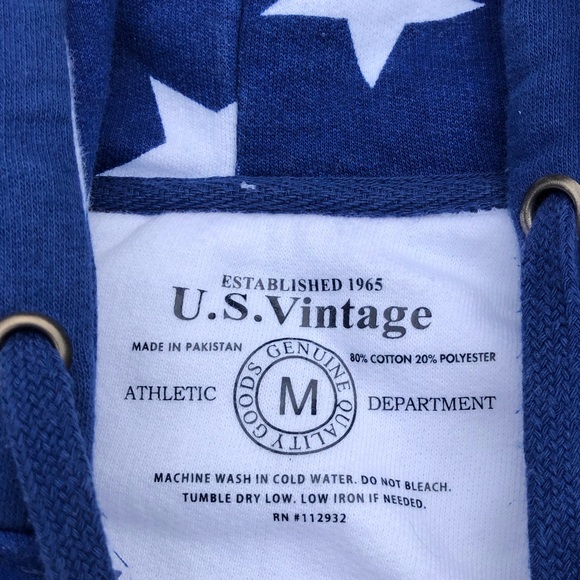 ESTABLISHED 1965
U.S.Vintage
MADE IN PAKISTAN
80% COTTON 20% POLYESTER
GENUINE QUALITY GOODS
ATHLETIC M DEPARTMENT
MACHINE WASH IN COLD WATER. DO NOT BLEACH.
TUMBLE DRY LOW. LOW IRON IF NEEDED.
RN #112932